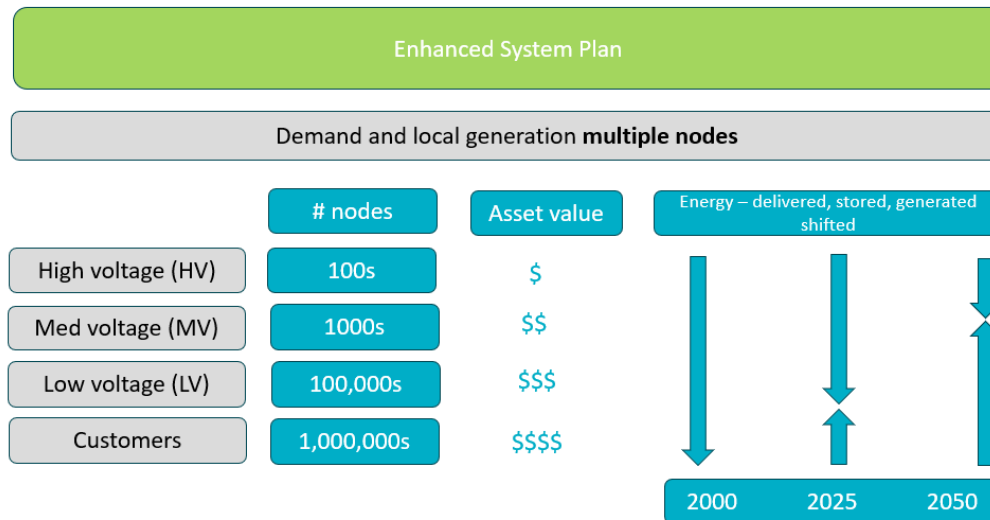 Enhanced System Plan
Demand and local generation multiple nodes
# nodes
Asset value
Energy – delivered, stored, generated
shifted
High voltage (HV)
100s
$
Med voltage (MV)
1000s
$$
Low voltage (LV)
100,000s
$$$
Customers
1,000,000s
$$$$
2000
2025
2050